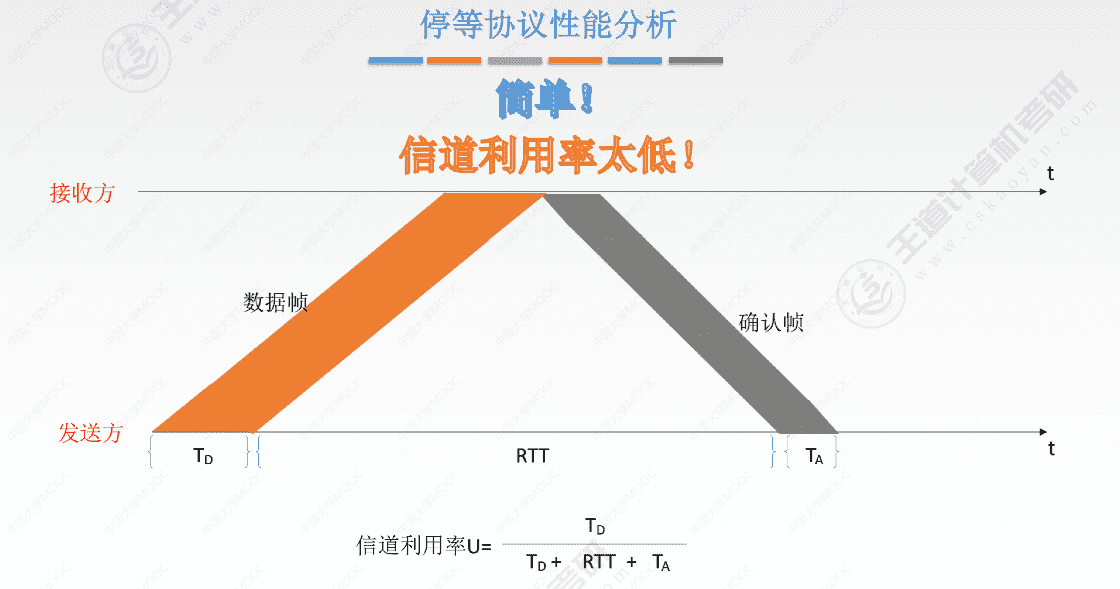 停等协议性能分析
简单！
信道利用率太低！
接收方
t
数据帧
确认帧
发送方
t
T_D
RTT
T_A
信道利用率U=
T_D
T_D + RTT + T_A
王道计算机考研
www.cskaoyan.com
中国大学MOOC